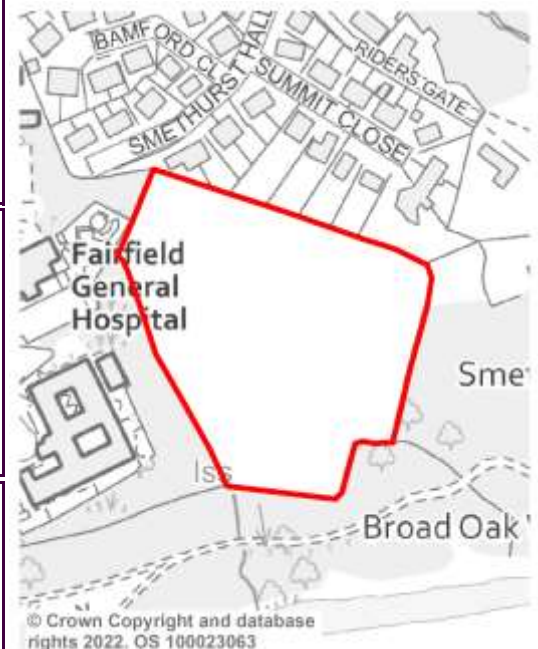 BAMFORD CL
SMETHURST HALL
SUMMIT CLOSE
RIDERS GATE
Fairfield
General
Hospital
Sme
Iss
Broad Oak
© Crown Copyright and database
rights 2022. OS 100023063